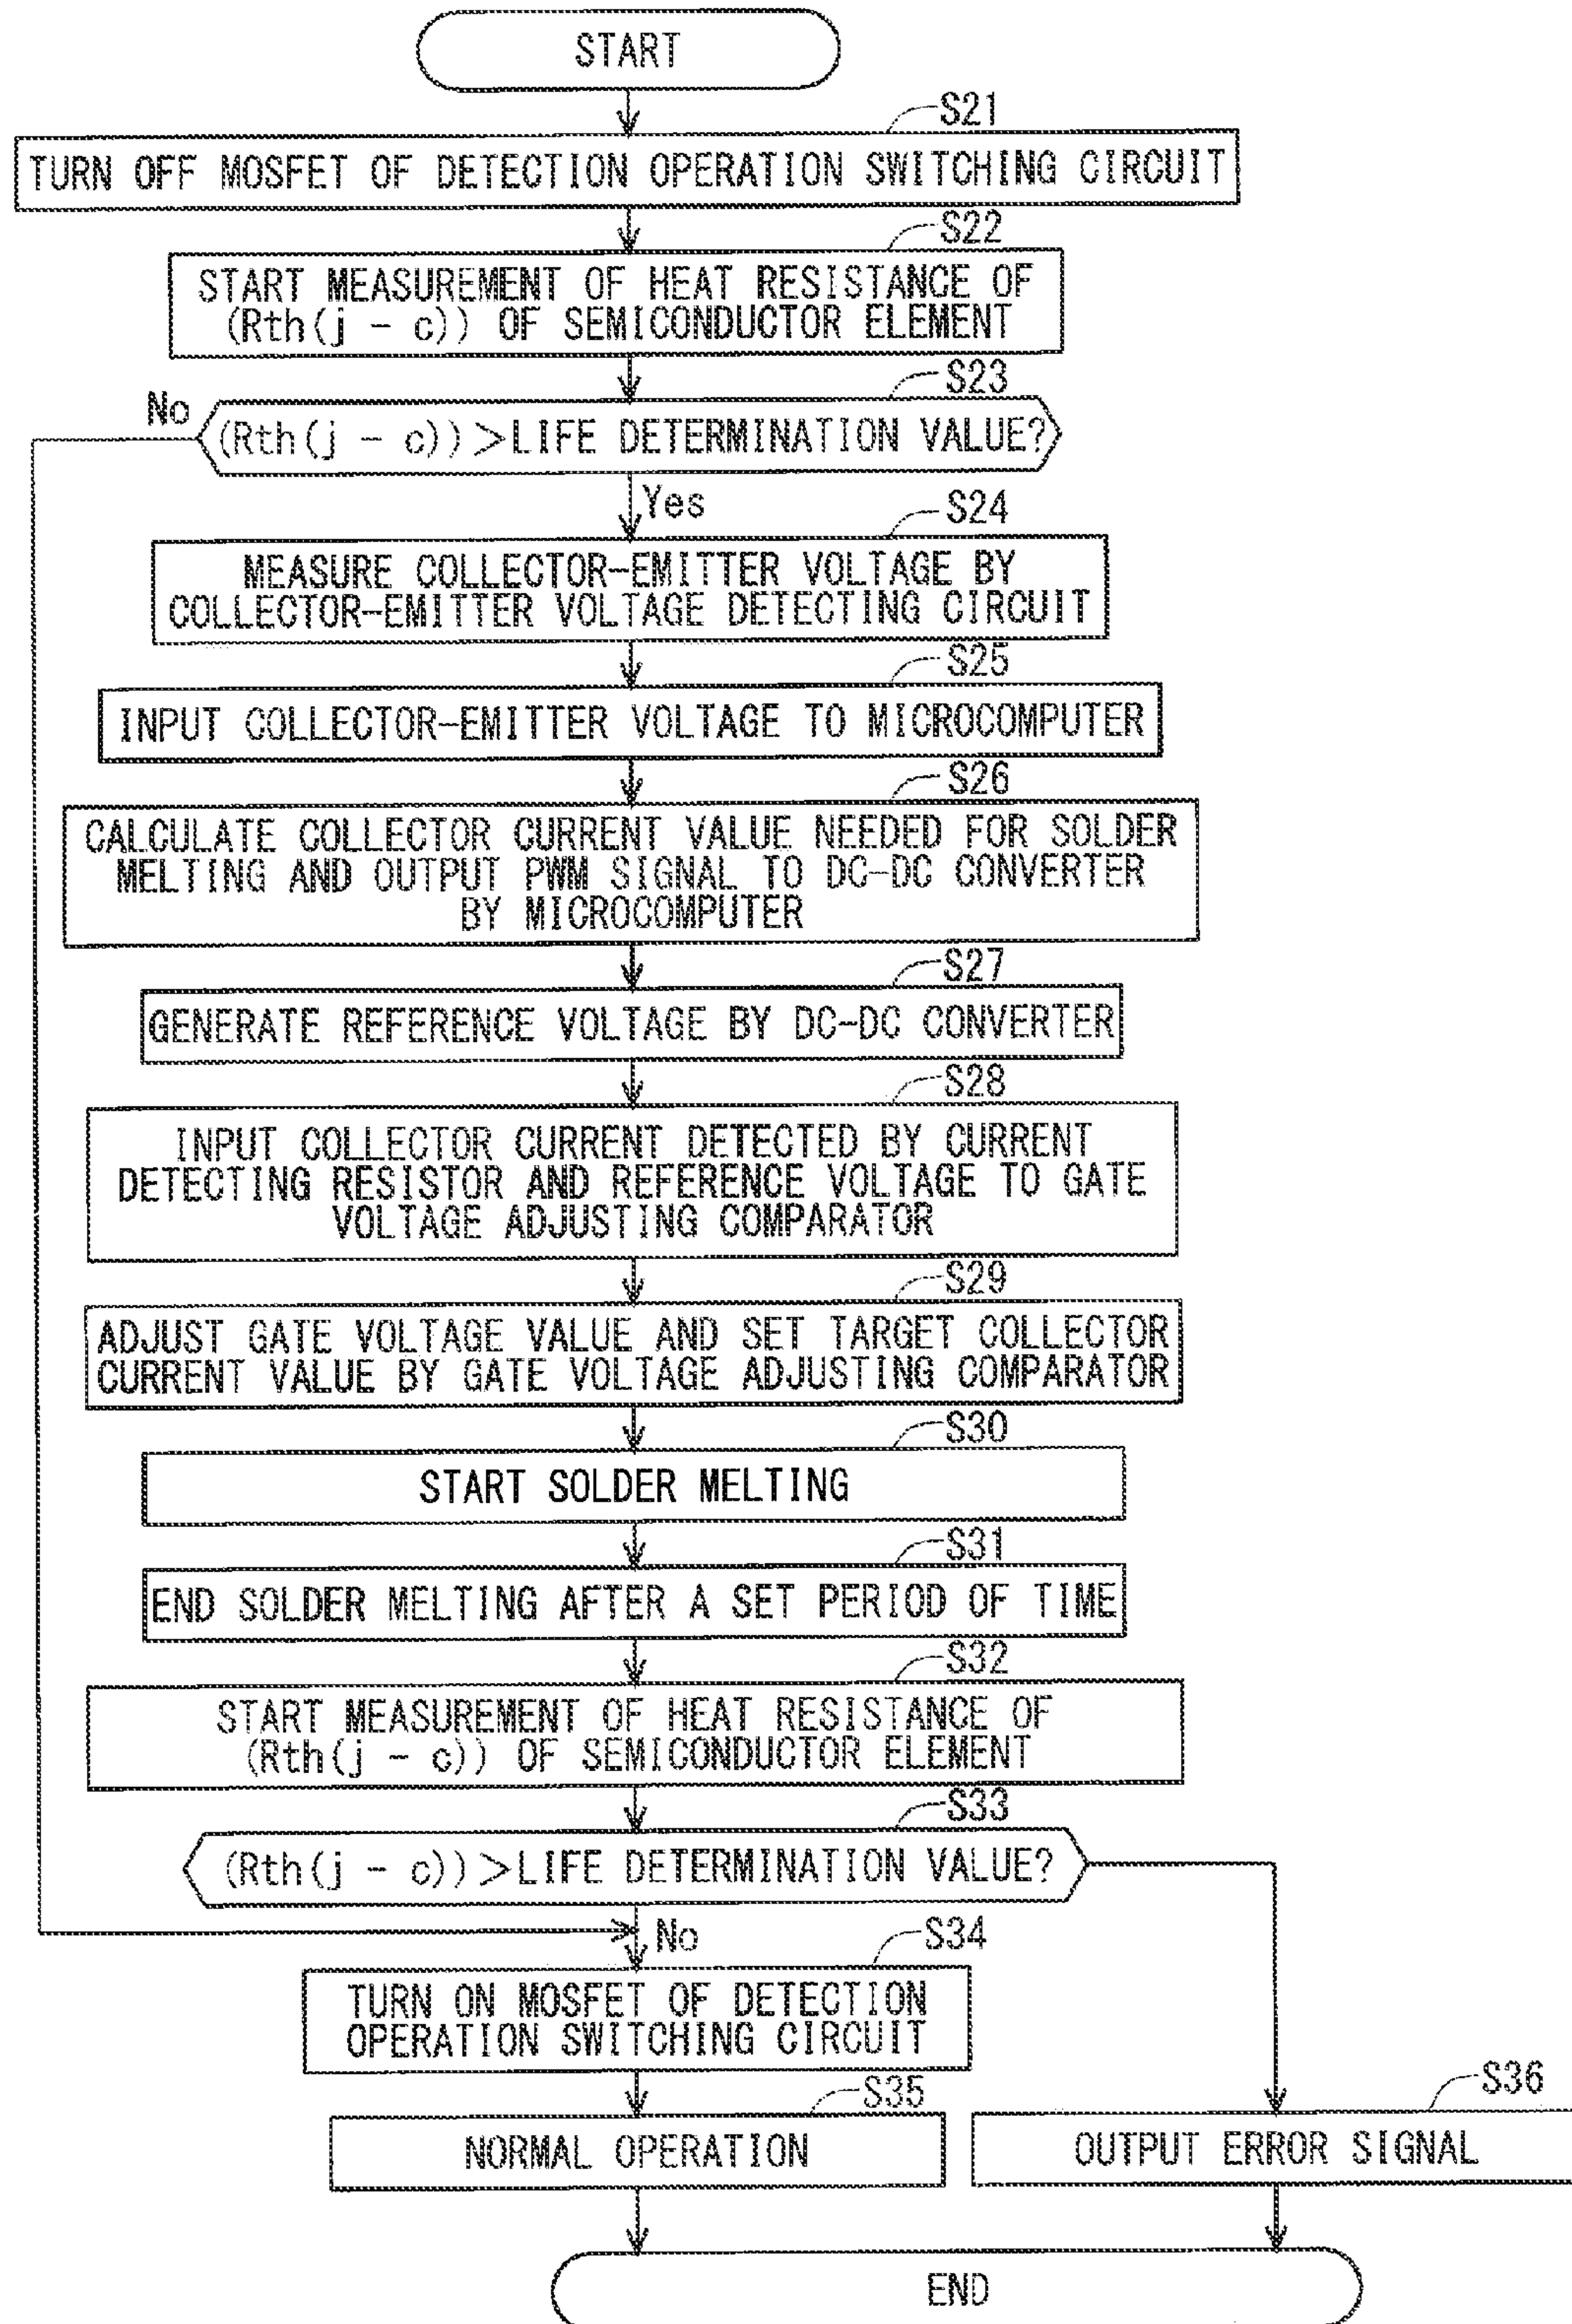 START
S21
TURN OFF MOSFET OF DETECTION OPERATION SWITCHING CIRCUIT
S22
START MEASUREMENT OF HEAT RESISTANCE OF
(Rth(j - c)) OF SEMICONDUCTOR ELEMENT
S23
No
(Rth(j - c)) >LIFE DETERMINATION VALUE?
Yes
S24
MEASURE COLLECTOR-EMITTER VOLTAGE BY
COLLECTOR-EMITTER VOLTAGE DETECTING CIRCUIT
S25
INPUT COLLECTOR-EMITTER VOLTAGE TO MICROCOMPUTER
S26
CALCULATE COLLECTOR CURRENT VALUE NEEDED FOR SOLDER
MELTING AND OUTPUT PWM SIGNAL TO DC-DC CONVERTER
BY MICROCOMPUTER
S27
GENERATE REFERENCE VOLTAGE BY DC-DC CONVERTER
S28
INPUT COLLECTOR CURRENT DETECTED BY CURRENT
DETECTING RESISTOR AND REFERENCE VOLTAGE TO GATE
VOLTAGE ADJUSTING COMPARATOR
S29
ADJUST GATE VOLTAGE VALUE AND SET TARGET COLLECTOR
CURRENT VALUE BY GATE VOLTAGE ADJUSTING COMPARATOR
S30
START SOLDER MELTING
S31
END SOLDER MELTING AFTER A SET PERIOD OF TIME
S32
START MEASUREMENT OF HEAT RESISTANCE OF
(Rth(j - c)) OF SEMICONDUCTOR ELEMENT
S33
(Rth(j - c)) >LIFE DETERMINATION VALUE?
No
S34
TURN ON MOSFET OF DETECTION
OPERATION SWITCHING CIRCUIT
S35
NORMAL OPERATION
S36
OUTPUT ERROR SIGNAL
END